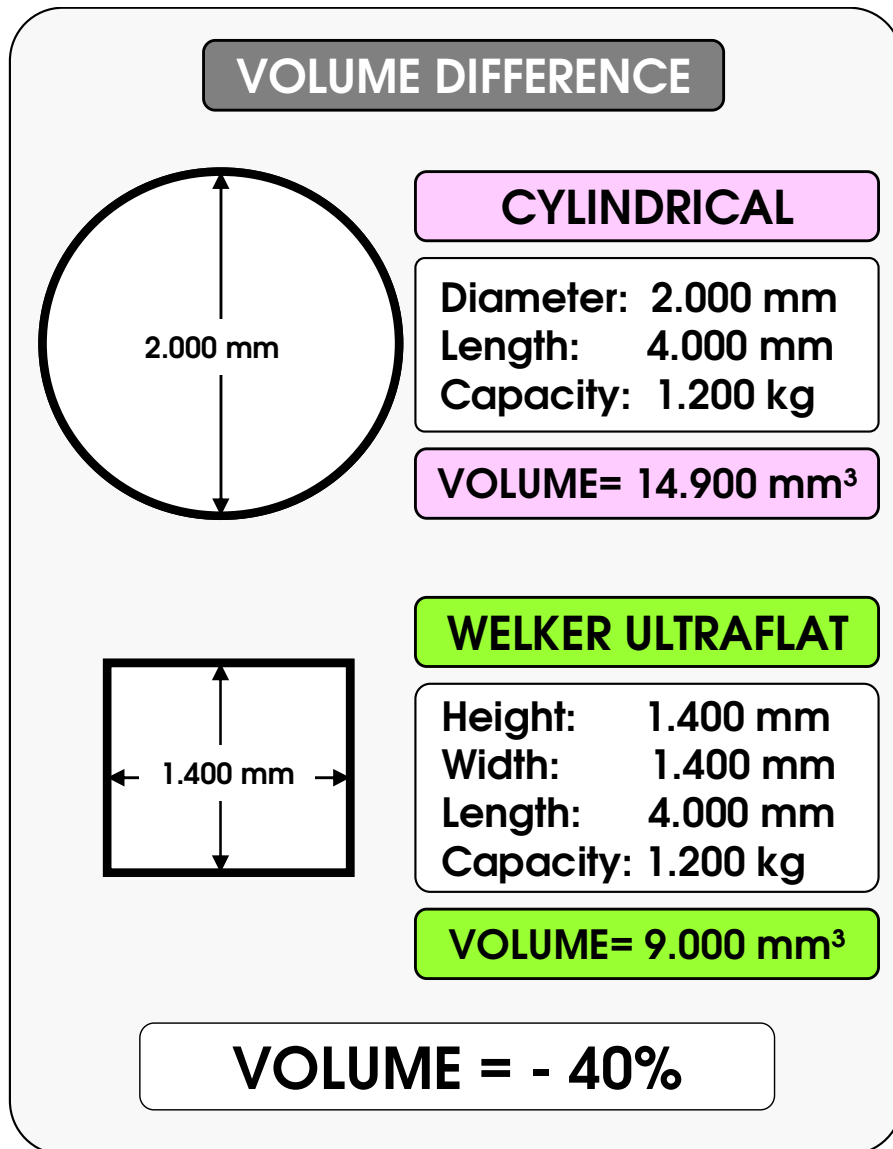 VOLUME DIFFERENCE
CYLINDRICAL
2.000 mm
Diameter: 2.000 mm
Length: 4.000 mm
Capacity: 1.200 kg
VOLUME= 14.900 mm³
WELKER ULTRAFLAT
1.400 mm
Height: 1.400 mm
Width: 1.400 mm
Length: 4.000 mm
Capacity: 1.200 kg
VOLUME= 9.000 mm³
VOLUME = - 40%